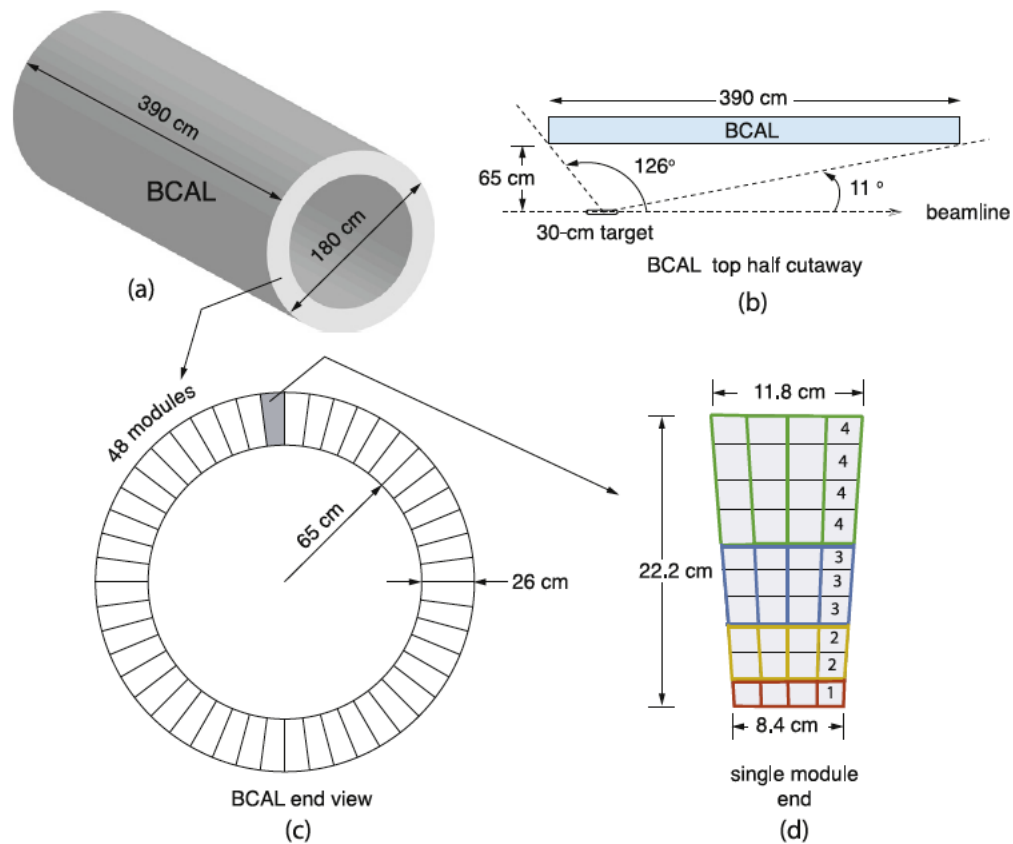 (a)
390 cm
BCAL
180 cm
390 cm
BCAL
65 cm
126°
11 °
beamline
30-cm target
BCAL top half cutaway
(b)
48 modules
65 cm
26 cm
BCAL end view
(c)
11.8 cm
4
4
4
4
3
3
3
2
2
1
22.2 cm
8.4 cm
single module
end
(d)